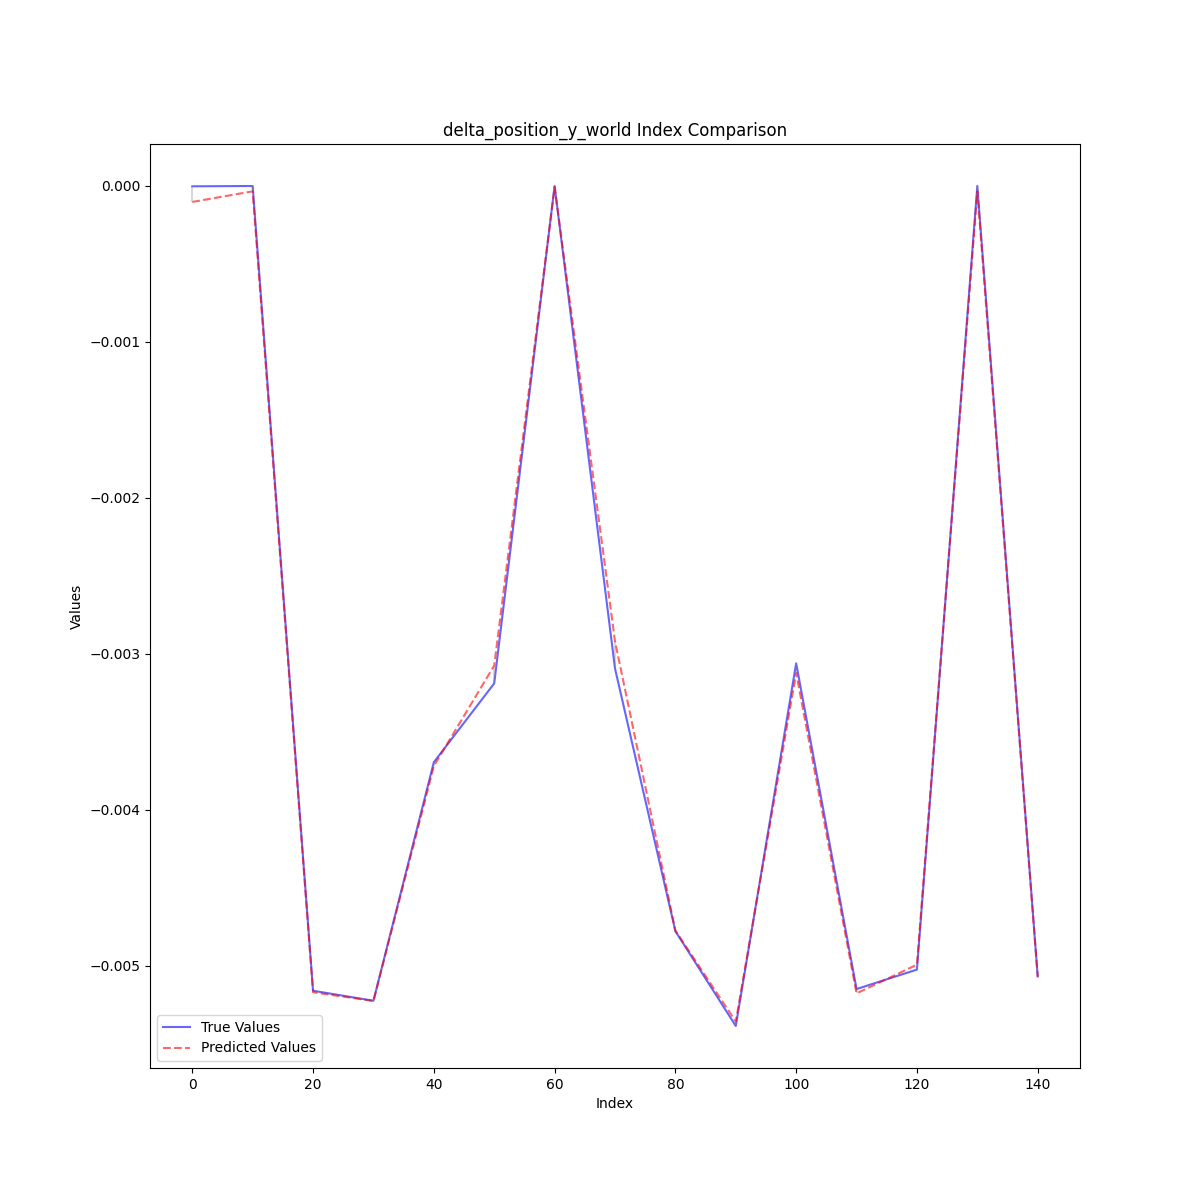 delta_position_y_world Index Comparison
0.000
−0.001
−0.002
−0.003
−0.004
−0.005
Values
True Values
Predicted Values
0 20 40 60 80 100 120 140
Index